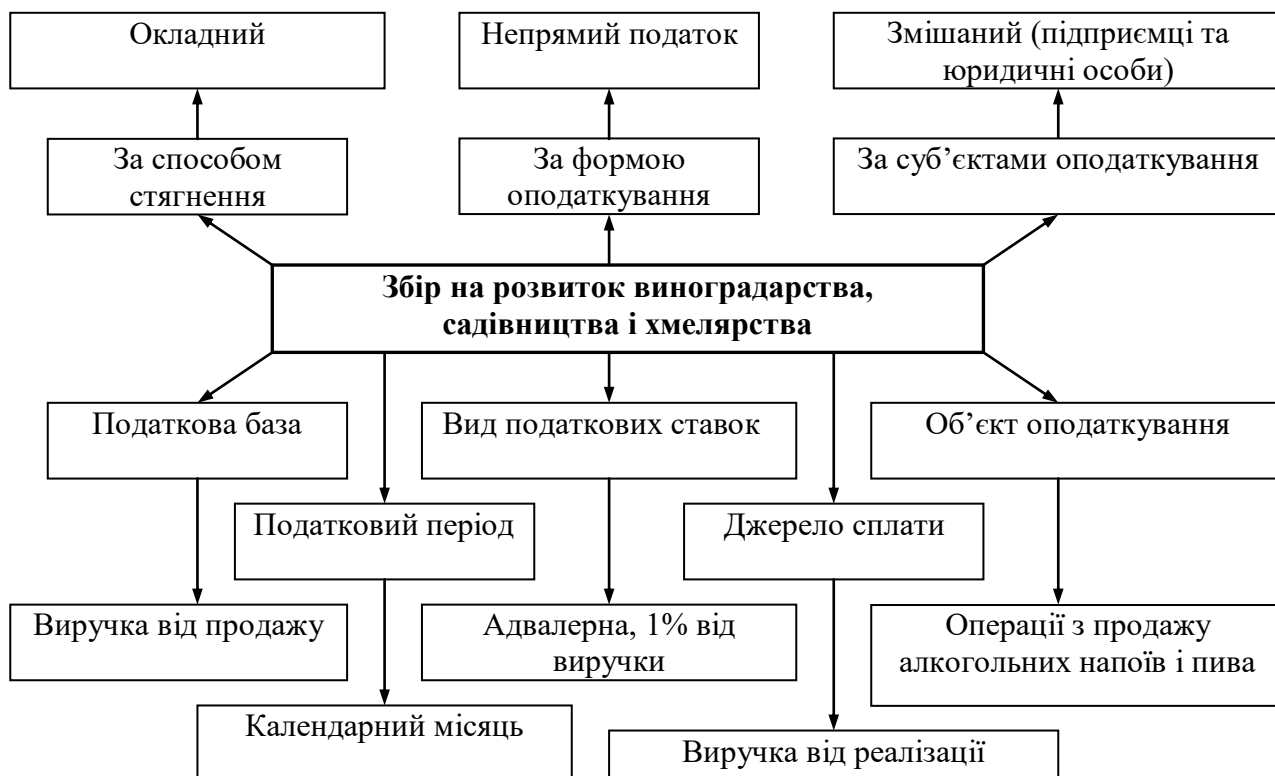 Окладний
Непрямий податок
Змішаний (підприємці та
юридичні особи)
За способом
стягнення
За формою
оподаткування
За суб’єктами оподаткування
Збір на розвиток виноградарства,
садівництва і хмелярства
Податкова база
Вид податкових ставок
Об’єкт оподаткування
Податковий період
Джерело сплати
Виручка від продажу
Адвалерна, 1% від
виручки
Операції з продажу
алкогольних напоїв і пива
Календарний місяць
Виручка від реалізації